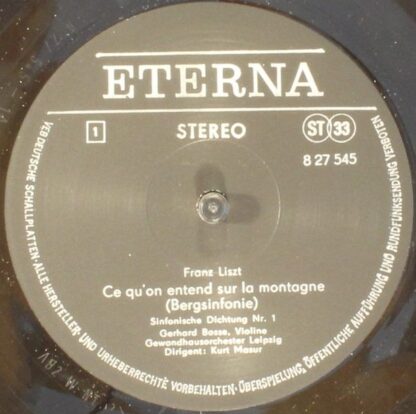 ETERNA
1
STEREO
ST 33
8 27 545
Franz Liszt
Ce qu'on entend sur la montagne
(Bergsinfonie)
Sinfonische Dichtung Nr. 1
Gerhard Bosse, Violine
Gewandhausorchester Leipzig
Dirigent: Kurt Masur
VEB DEUTSCHE SCHALLPLATTEN · ALLE HERSTELLER- UND URHEBERRECHTE VORBEHALTEN · ÜBERSPIELUNG, ÖFFENTLICHE AUFFÜHRUNG UND RUNDFUNKSENDUNG VERBOTEN